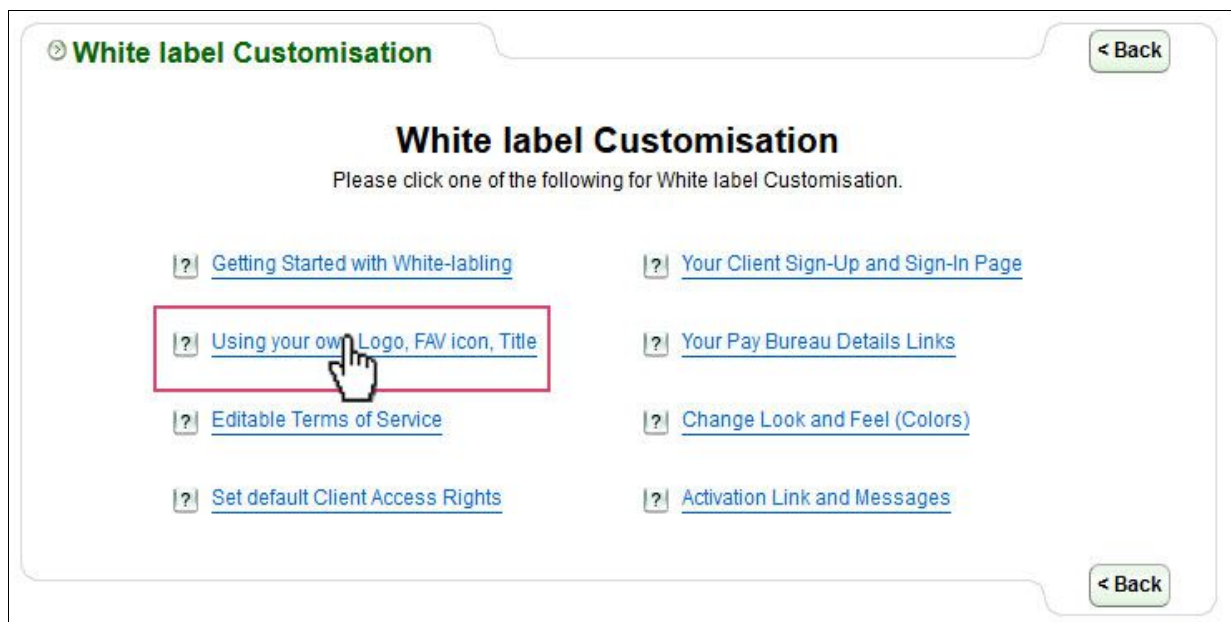 White label Customisation
< Back
White label Customisation
Please click one of the following for White label Customisation.
? Getting Started with White-labling
? Your Client Sign-Up and Sign-In Page
? Using your own Logo, FAV icon, Title
? Your Pay Bureau Details Links
? Editable Terms of Service
? Change Look and Feel (Colors)
? Set default Client Access Rights
? Activation Link and Messages
< Back